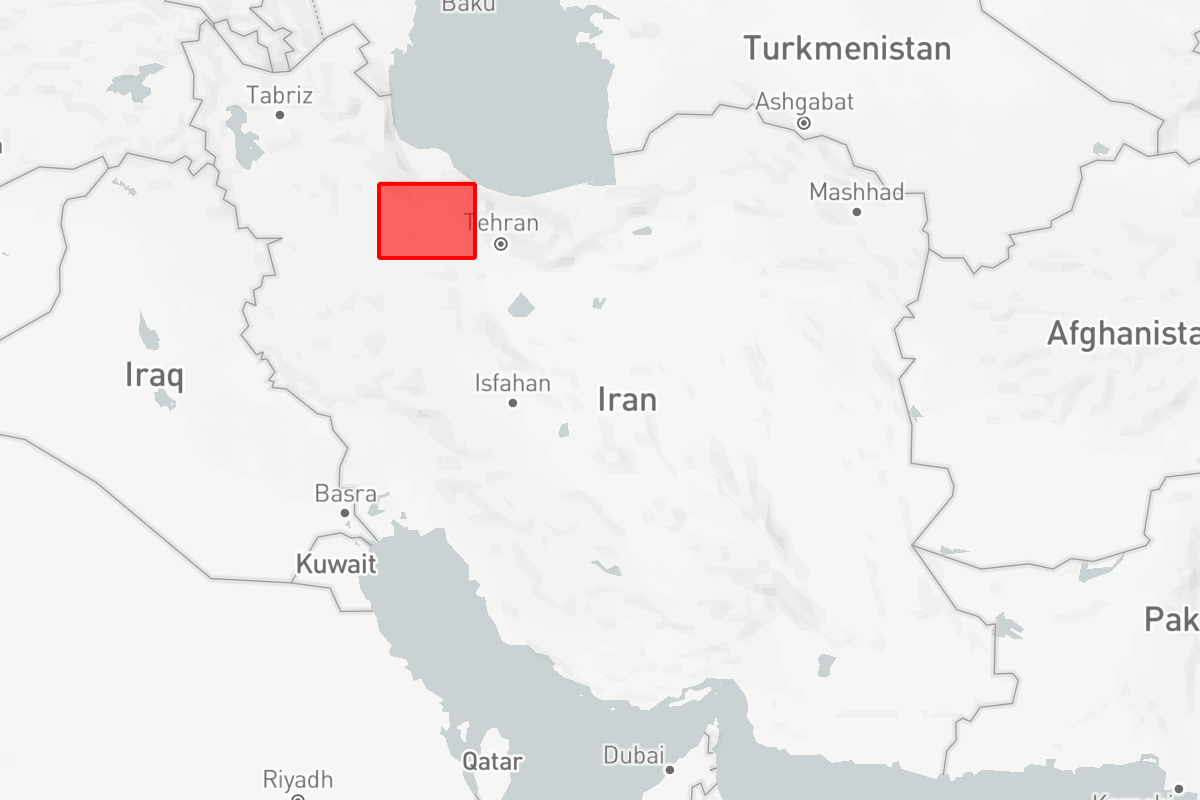 Baku
Turkmenistan
Tabriz
Ashgabat
Mashhad
Tehran
Afghanista
Iraq
Isfahan
Iran
Basra
Kuwait
Pak
Qatar
Dubai
Riyadh